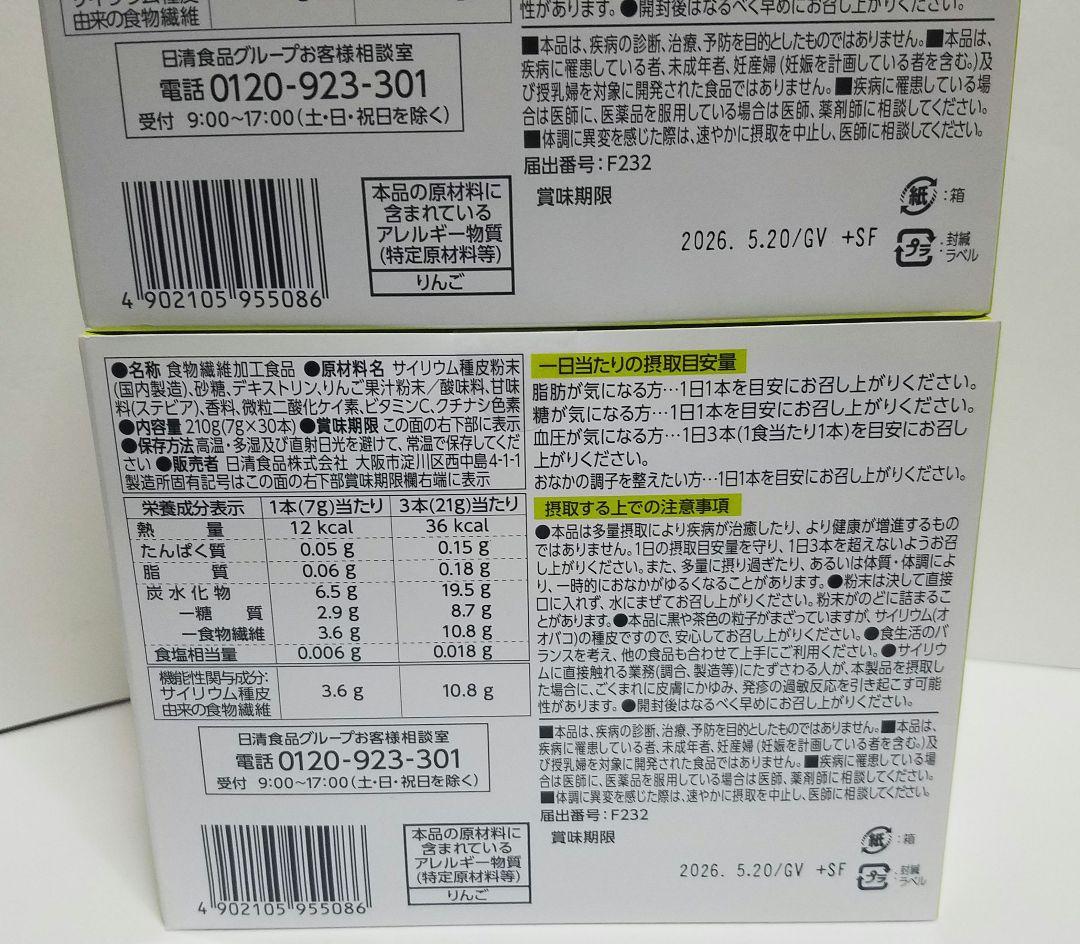 由来の食物繊維
性があります。●開封後はなるべく早めにお召し上がりください。
日清食品グループお客様相談室
電話 0120-923-301
受付 9:00~17:00(土・日・祝日を除く)
■本品は、疾病の診断、治療、予防を目的としたものではありません。■本品は、
疾病に罹患している者、未成年者、妊産婦(妊娠を計画している者を含む。)及
び授乳婦を対象に開発された食品ではありません。■疾病に罹患している場
合は医師に、医薬品を服用している場合は医師、薬剤師に相談してください。
■体調に異変を感じた際は、速やかに摂取を中止し、医師に相談してください。
届出番号:F232
賞味期限
紙:箱
2026. 5.20/GV +SF
プラ:封緘
ラベル
4 902105 955086
本品の原材料に
含まれている
アレルギー物質
(特定原材料等)
りんご
●名称 食物繊維加工食品 ●原材料名 サイリウム種皮粉末
(国内製造)、砂糖、デキストリン、りんご果汁粉末/酸味料、甘味
料(ステビア)、香料、微粒二酸化ケイ素、ビタミンC、クチナシ色素
●内容量 210g(7g×30本) ●賞味期限 この面の右下部に表示
●保存方法 高温・多湿及び直射日光を避けて、常温で保存してくだ
さい ●販売者 日清食品株式会社 大阪市淀川区西中島4-1-1
製造所固有記号はこの面の右下部賞味期限欄右端に表示
栄養成分表示 1本(7g)当たり 3本(21g)当たり
熱量 12 kcal 36 kcal
たんぱく質 0.05 g 0.15 g
脂質 0.06 g 0.18 g
炭水化物 6.5 g 19.5 g
―糖質 2.9 g 8.7 g
―食物繊維 3.6 g 10.8 g
食塩相当量 0.006 g 0.018 g
機能性関与成分:
サイリウム種皮 3.6 g 10.8 g
由来の食物繊維
日清食品グループお客様相談室
電話 0120-923-301
受付 9:00~17:00(土・日・祝日を除く)
4 902105 955086
本品の原材料に
含まれている
アレルギー物質
(特定原材料等)
りんご
一日当たりの摂取目安量
脂肪が気になる方…1日1本を目安にお召し上がりください。
糖が気になる方…1日1本を目安にお召し上がりください。
血圧が気になる方…1日3本(1食当たり1本)を目安にお召し
上がりください。
おなかの調子を整えたい方…1日1本を目安にお召し上がりください。
摂取する上での注意事項
●本品は多量摂取により疾病が治癒したり、より健康が増進するもの
ではありません。1日の摂取目安量を守り、1日3本を超えないようお召
し上がりください。また、多量に摂り過ぎたり、あるいは体質・体調によ
り、一時的におなかがゆるくなることがあります。●粉末は決して直接
口に入れず、水にまぜてお召し上がりください。粉末がのどに詰まるこ
とがあります。●本品に黒や茶色の粒子がまざっていますが、サイリウム(オ
オバコ)の種皮ですので、安心してお召し上がりください。●食生活のバ
ランスを考え、他の食品も合わせて上手にご利用ください。●サイリウ
ムに直接触れる業務(調合、製造等)にたずさわる人が、本製品を摂取し
た場合に、ごくまれに皮膚にかゆみ、発疹の過敏反応を引き起こす可能
性があります。●開封後はなるべく早めにお召し上がりください。
■本品は、疾病の診断、治療、予防を目的としたものではありません。■本品は、
疾病に罹患している者、未成年者、妊産婦(妊娠を計画している者を含む。)及
び授乳婦を対象に開発された食品ではありません。■疾病に罹患している場
合は医師に、医薬品を服用している場合は医師、薬剤師に相談してください。
■体調に異変を感じた際は、速やかに摂取を中止し、医師に相談してください。
届出番号:F232
賞味期限
紙:箱
2026. 5.20/GV +SF
プラ:封緘
ラベル